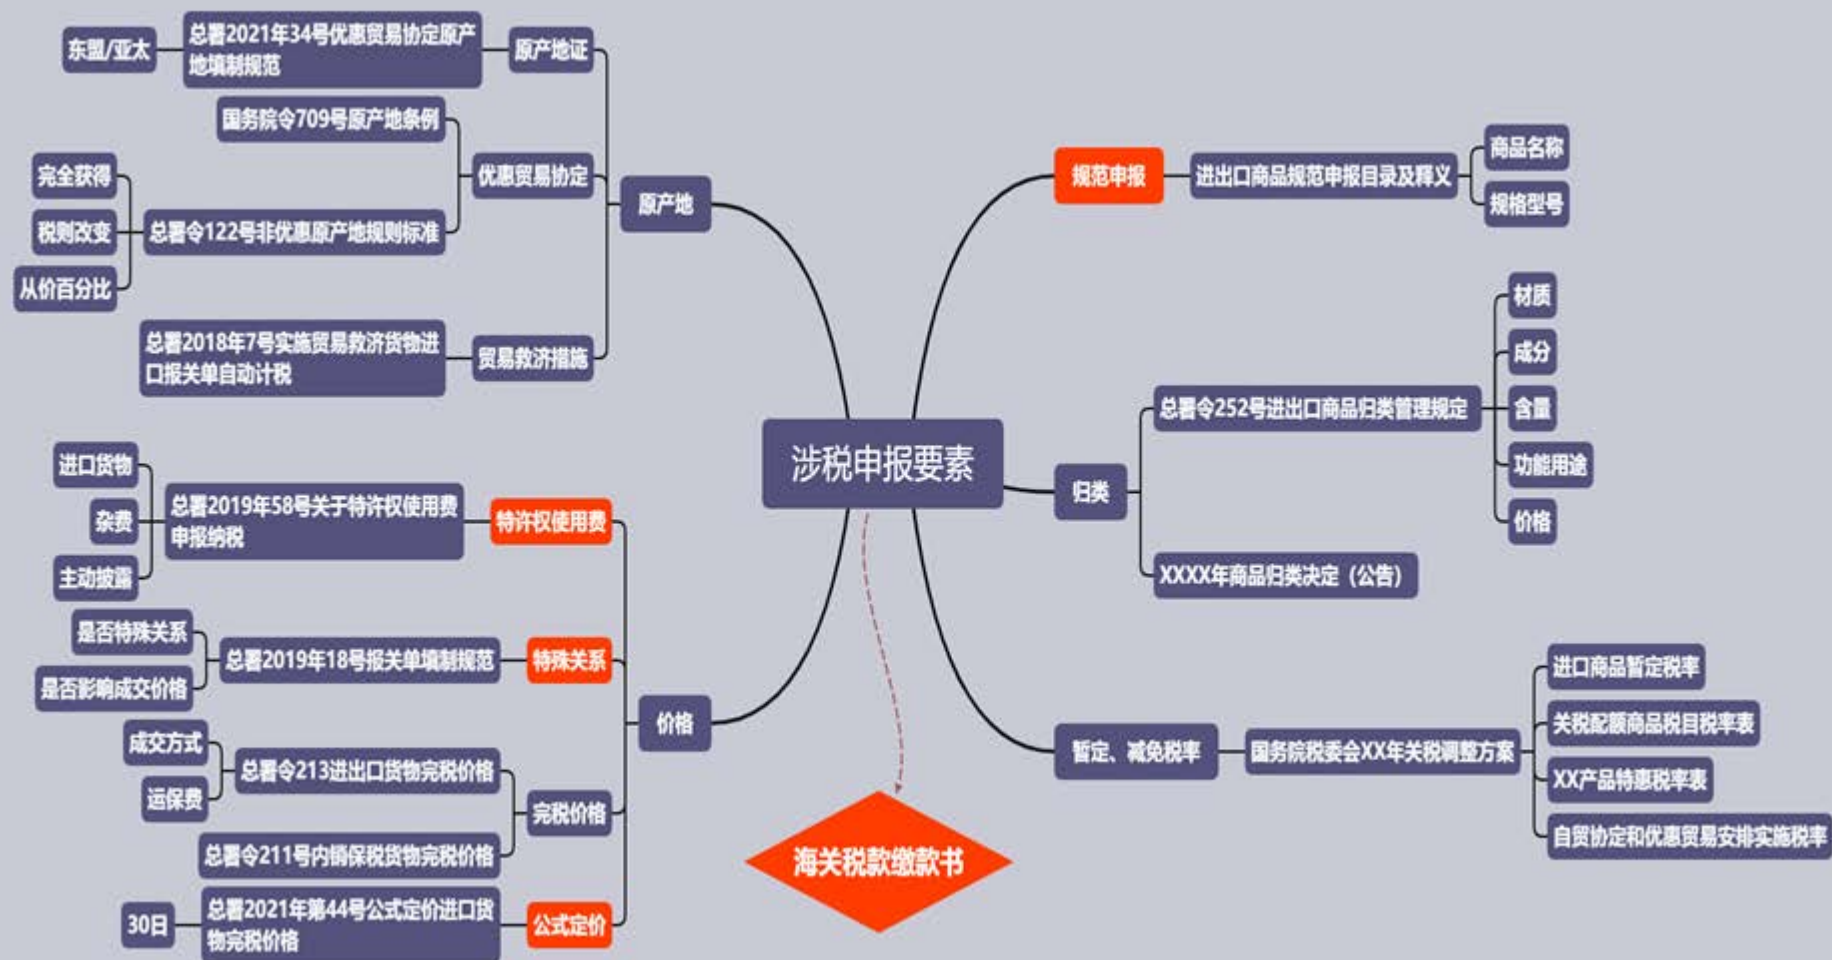 涉税申报要素
规范申报
进出口商品规范申报目录及释义
商品名称
规格型号
归类
总署令252号进出口商品归类管理规定
材质
成分
含量
功能用途
价格
XXXX年商品归类决定（公告）
暂定、减免税率
国务院税委会XX年关税调整方案
进口商品暂定税率
关税配额商品税目税率表
XX产品特惠税率表
自贸协定和优惠贸易安排实施税率
原产地
原产地证
总署2021年34号优惠贸易协定原产
地填制规范
东盟/亚太
优惠贸易协定
国务院令709号原产地条例
总署令122号非优惠原产地规则标准
完全获得
税则改变
从价百分比
贸易救济措施
总署2018年7号实施贸易救济货物进
口报关单自动计税
价格
特许权使用费
总署2019年58号关于特许权使用费
申报纳税
进口货物
杂费
主动披露
特殊关系
总署2019年18号报关单填制规范
是否特殊关系
是否影响成交价格
完税价格
总署令213进出口货物完税价格
成交方式
运保费
总署令211号内销保税货物完税价格
公式定价
总署2021年第44号公式定价进口货
物完税价格
30日
海关税款缴款书